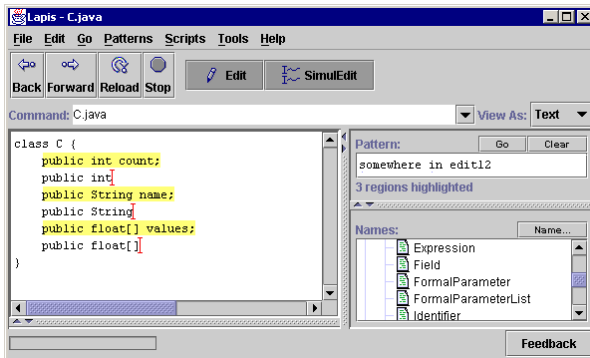 Lapis - C.java
File Edit Go Patterns Scripts Tools Help
Back Forward Reload Stop Edit SimulEdit
Command: C.java View As: Text
class C {
public int count;
public int
public String name;
public String
public float[] values;
public float[]
}
Pattern: Go Clear
somewhere in edit12
3 regions highlighted
Names: Name...
Expression
Field
FormalParameter
FormalParameterList
Identifier
Feedback